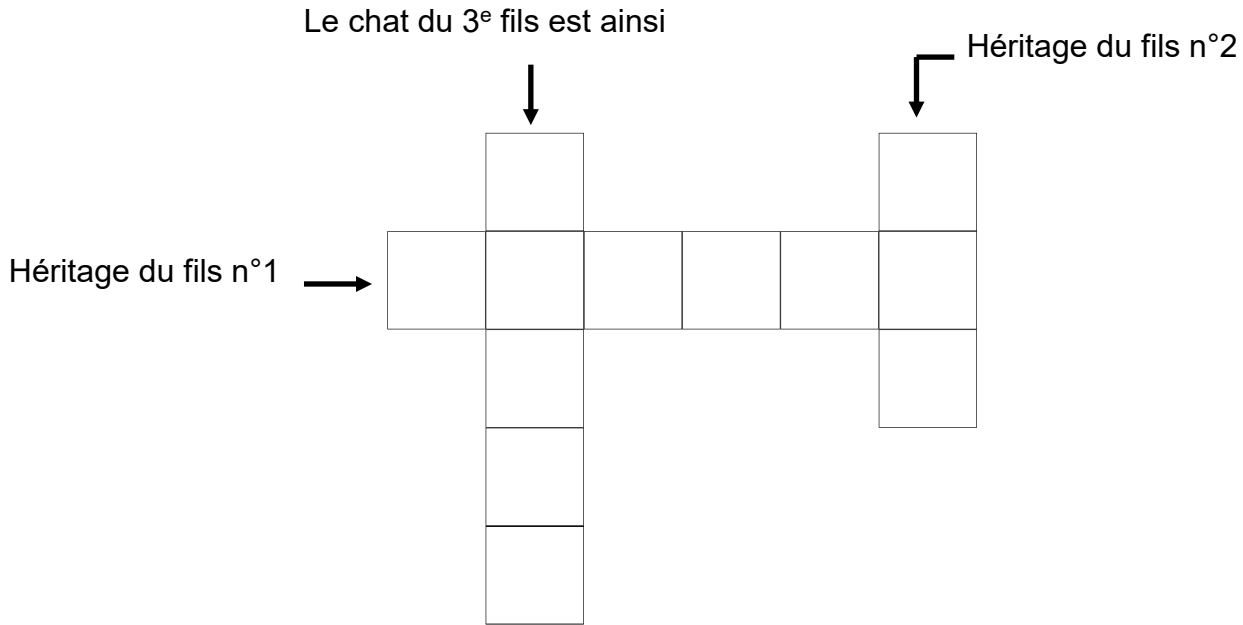 Le chat du 3ᵉ fils est ainsi
Héritage du fils n°2
Héritage du fils n°1